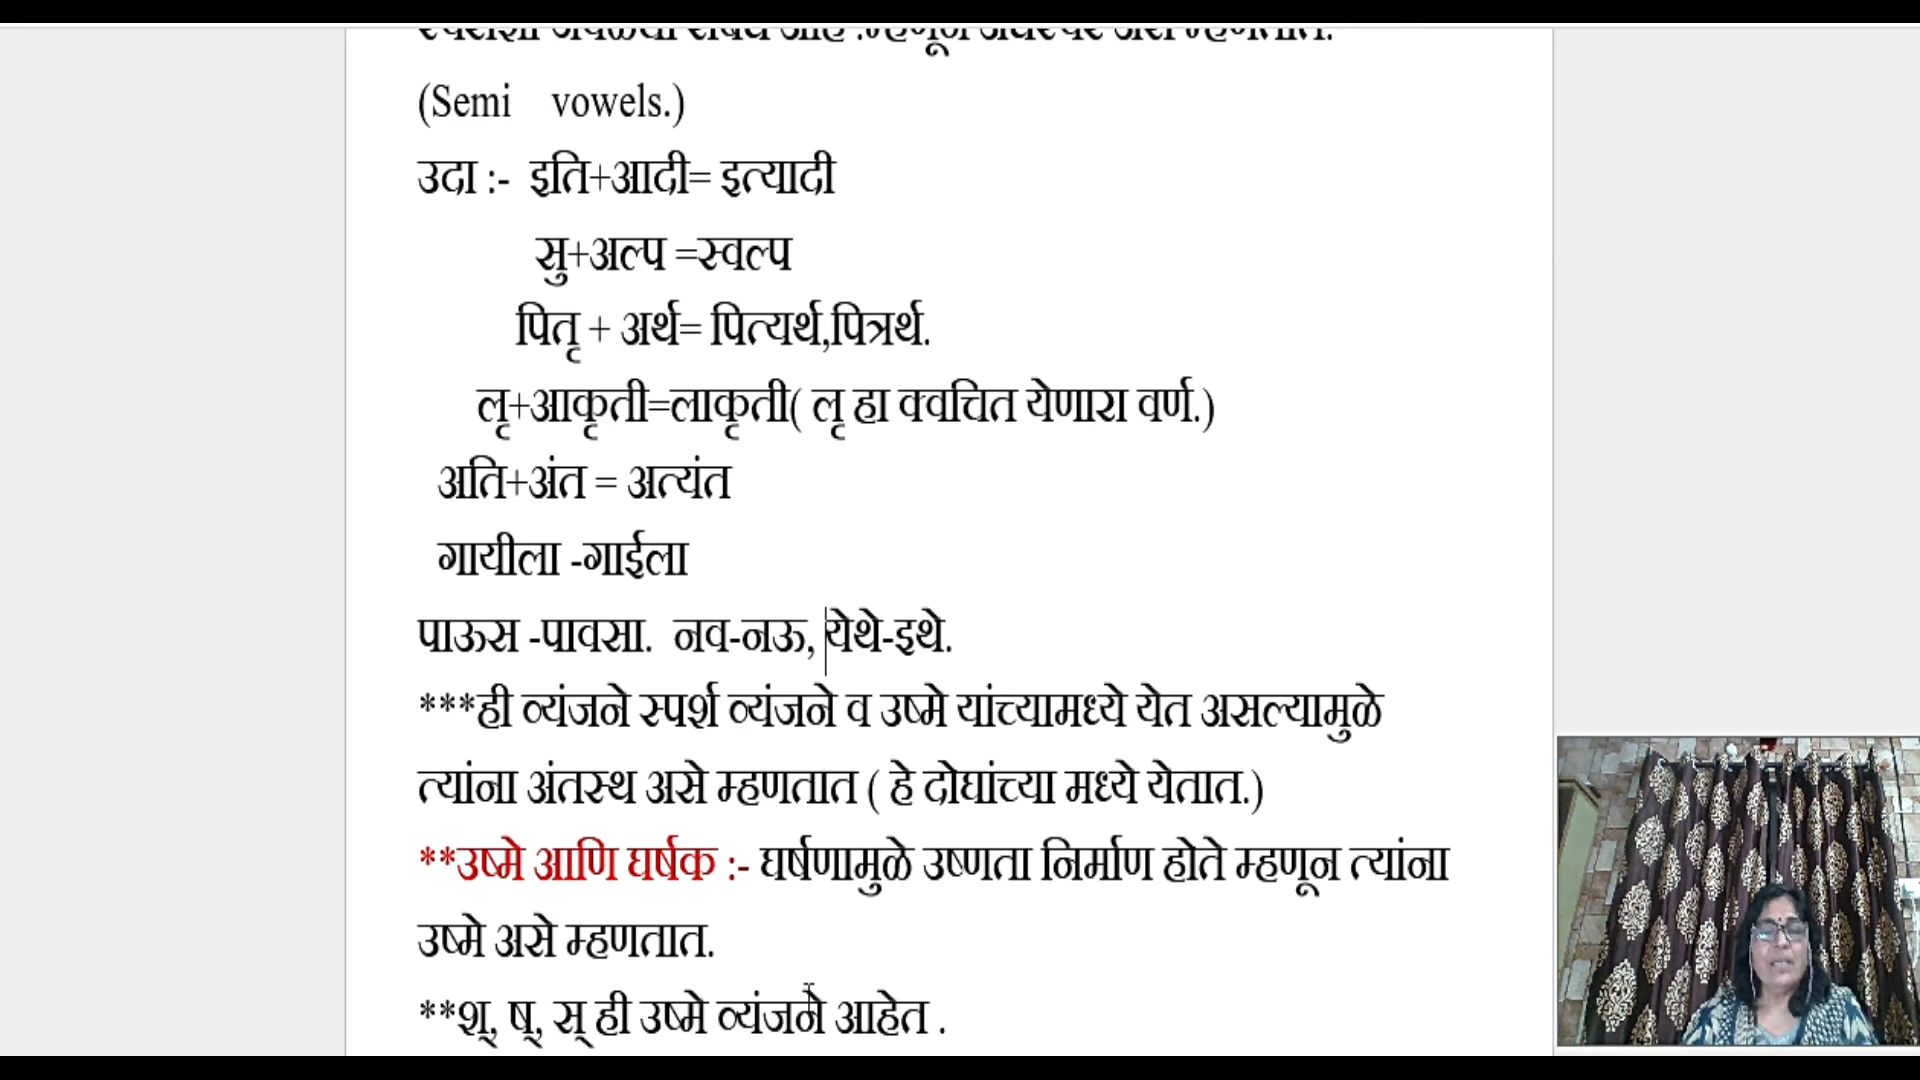 (Semi vowels.)
उदा :- इति+आदी= इत्यादी
सु+अल्प =स्वल्प
पितृ + अर्थ= पित्यर्थ,पित्रर्थ.
लृ+आकृती=लाकृती( लृ हा क्वचित येणारा वर्ण.)
अति+अंत = अत्यंत
गायीला -गाईला
पाऊस -पावसा. नव-नऊ, येथे-इथे.
***ही व्यंजने स्पर्श व्यंजने व उष्मे यांच्यामध्ये येत असल्यामुळे
त्यांना अंतस्थ असे म्हणतात ( हे दोघांच्या मध्ये येतात.)
**उष्मे आणि घर्षक :- घर्षणामुळे उष्णता निर्माण होते म्हणून त्यांना
उष्मे असे म्हणतात.
**श्, ष्, स् ही उष्मे व्यंजने आहेत .